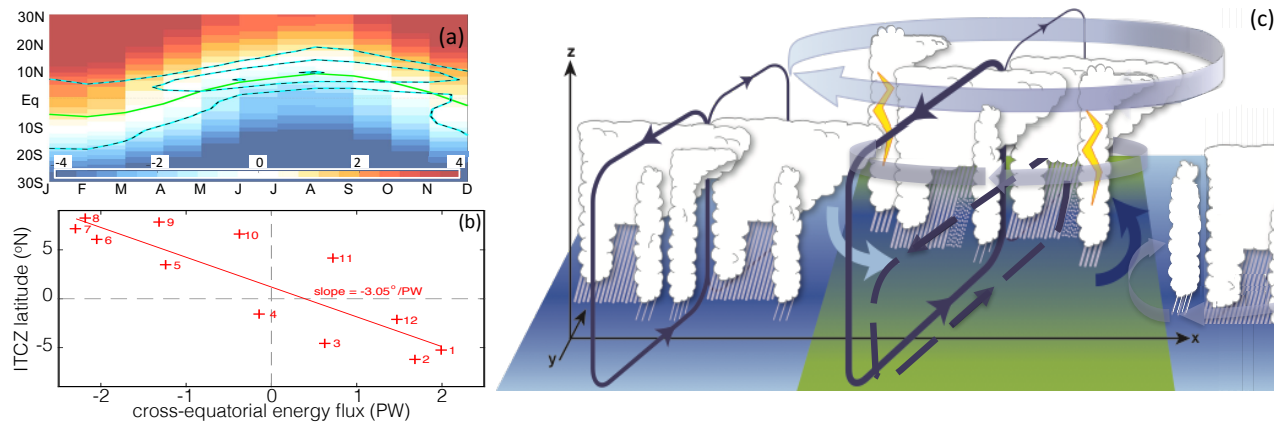 30N
(a)
20N
10N
Eq
10S
20S
-4 -2 0 2 4
30S
J F M A M J J A S O N D
(b)
8 9
7 6 10
5 11
slope = -3.05°/PW
4 12
3 2 1
5
0
-5
ITCZ latitude (°N)
-2 -1 0 1 2
cross-equatorial energy flux (PW)
(c)
z
y
x